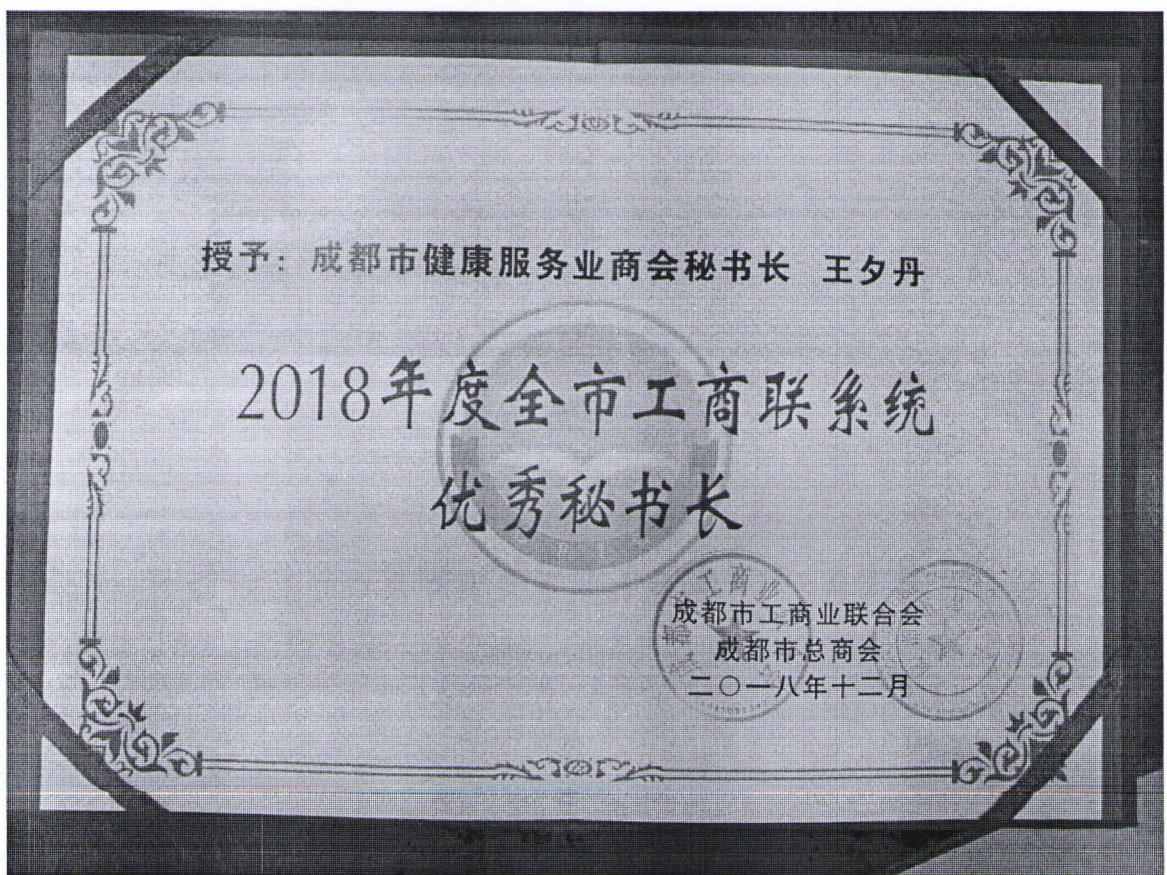 授予：成都市健康服务业商会秘书长 王夕丹
2018年度全市工商联系统
优秀秘书长
成都市工商业联合会
成都市总商会
二〇一八年十二月